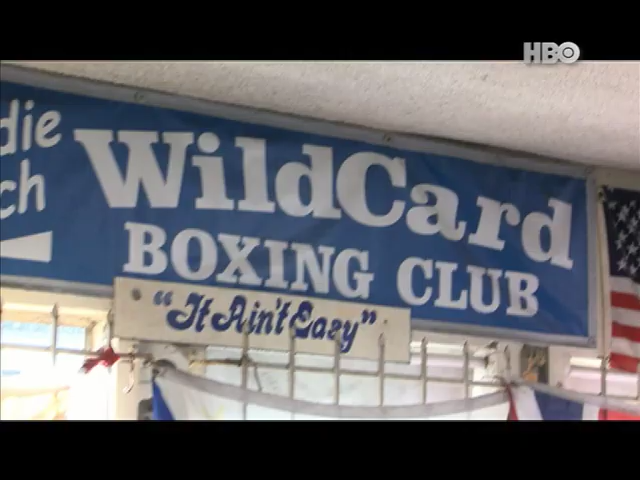 HBO
die
ch
WildCard
BOXING CLUB
"It Ain't Easy"